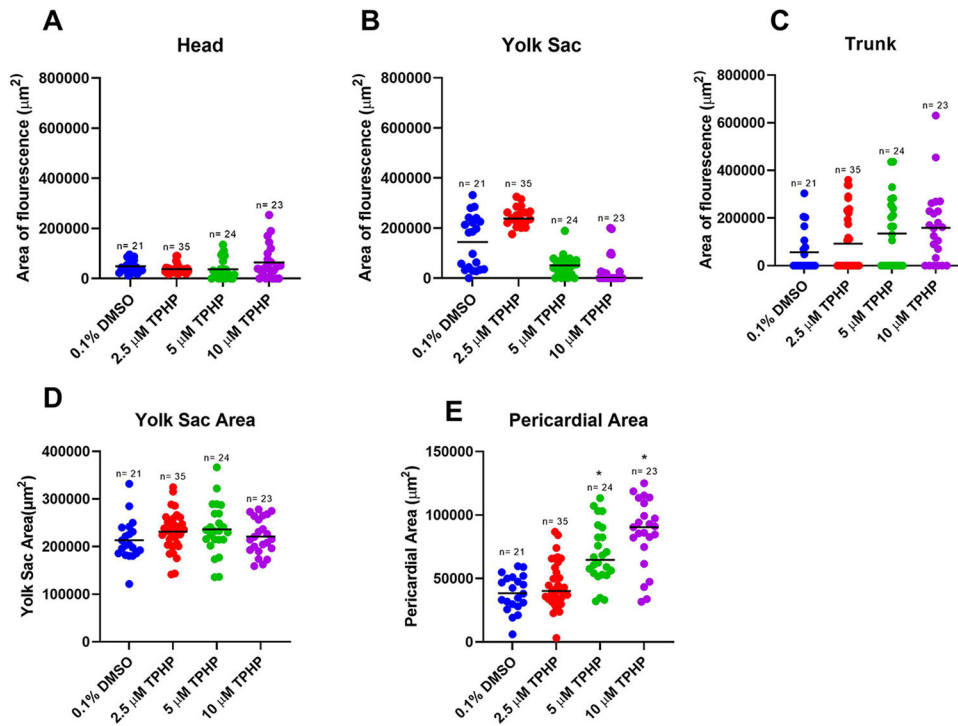 A
Head
Area of flourescence (μm²)
800000
600000
400000
200000
0
n= 21
n= 35
n= 24
n= 23
0.1% DMSO
2.5 μM TPHP
5 μM TPHP
10 μM TPHP
B
Yolk Sac
Area of flourescence (μm²)
800000
600000
400000
200000
0
n= 21
n= 35
n= 24
n= 23
0.1% DMSO
2.5 μM TPHP
5 μM TPHP
10 μM TPHP
C
Trunk
Area of flourescence (μm²)
800000
600000
400000
200000
0
n= 21
n= 35
n= 24
n= 23
0.1% DMSO
2.5 μM TPHP
5 μM TPHP
10 μM TPHP
D
Yolk Sac Area
Yolk Sac Area(μm²)
400000
300000
200000
100000
0
n= 21
n= 35
n= 24
n= 23
0.1% DMSO
2.5 μM TPHP
5 μM TPHP
10 μM TPHP
E
Pericardial Area
Pericardial Area (μm²)
150000
100000
50000
0
n= 21
n= 35
*
n= 24
*
n= 23
0.1% DMSO
2.5 μM TPHP
5 μM TPHP
10 μM TPHP